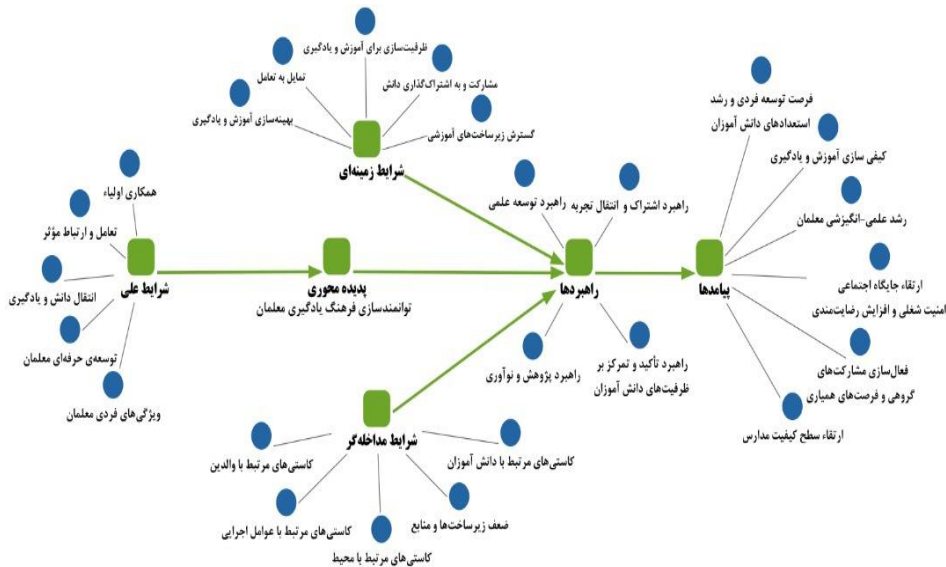 ظرفیت‌سازی برای آموزش و یادگیری
تمایل به تعامل
مشارکت و به اشتراک‌گذاری دانش
بهینه‌سازی آموزش و یادگیری
گسترش زیرساخت‌های آموزشی
شرایط زمینه‌ای
همکاری اولیاء
تعامل و ارتباط مؤثر
انتقال دانش و یادگیری
توسعه‌ی حرفه‌ای معلمان
ویژگی‌های فردی معلمان
شرایط علی
پدیده محوری
توانمندسازی فرهنگ یادگیری معلمان
شرایط مداخله‌گر
کاستی‌های مرتبط با والدین
کاستی‌های مرتبط با عوامل اجرایی
کاستی‌های مرتبط با محیط
ضعف زیرساخت‌ها و منابع
کاستی‌های مرتبط با دانش آموزان
راهبرد توسعه علمی
راهبرد اشتراک و انتقال تجربه
راهبردها
راهبرد پژوهش و نوآوری
راهبرد تأکید و تمرکز بر
ظرفیت‌های دانش آموزان
پیامدها
فرصت توسعه فردی و رشد
استعدادهای دانش آموزان
کیفی سازی آموزش و یادگیری
رشد علمی-انگیزشی معلمان
ارتقاء جایگاه اجتماعی
امنیت شغلی و افزایش رضایت‌مندی
فعال‌سازی مشارکت‌های
گروهی و فرصت‌های همیاری
ارتقاء سطح کیفیت مدارس